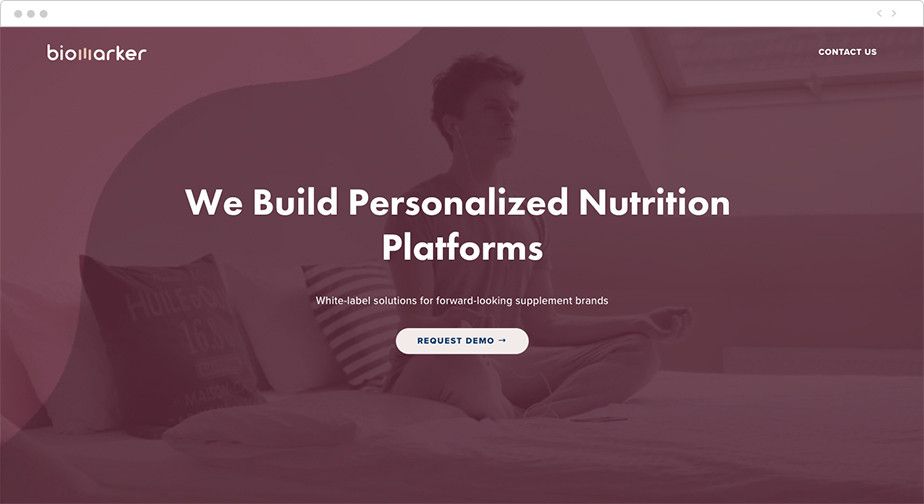 biomarker
CONTACT US
We Build Personalized Nutrition
Platforms
White-label solutions for forward-looking supplement brands
REQUEST DEMO →